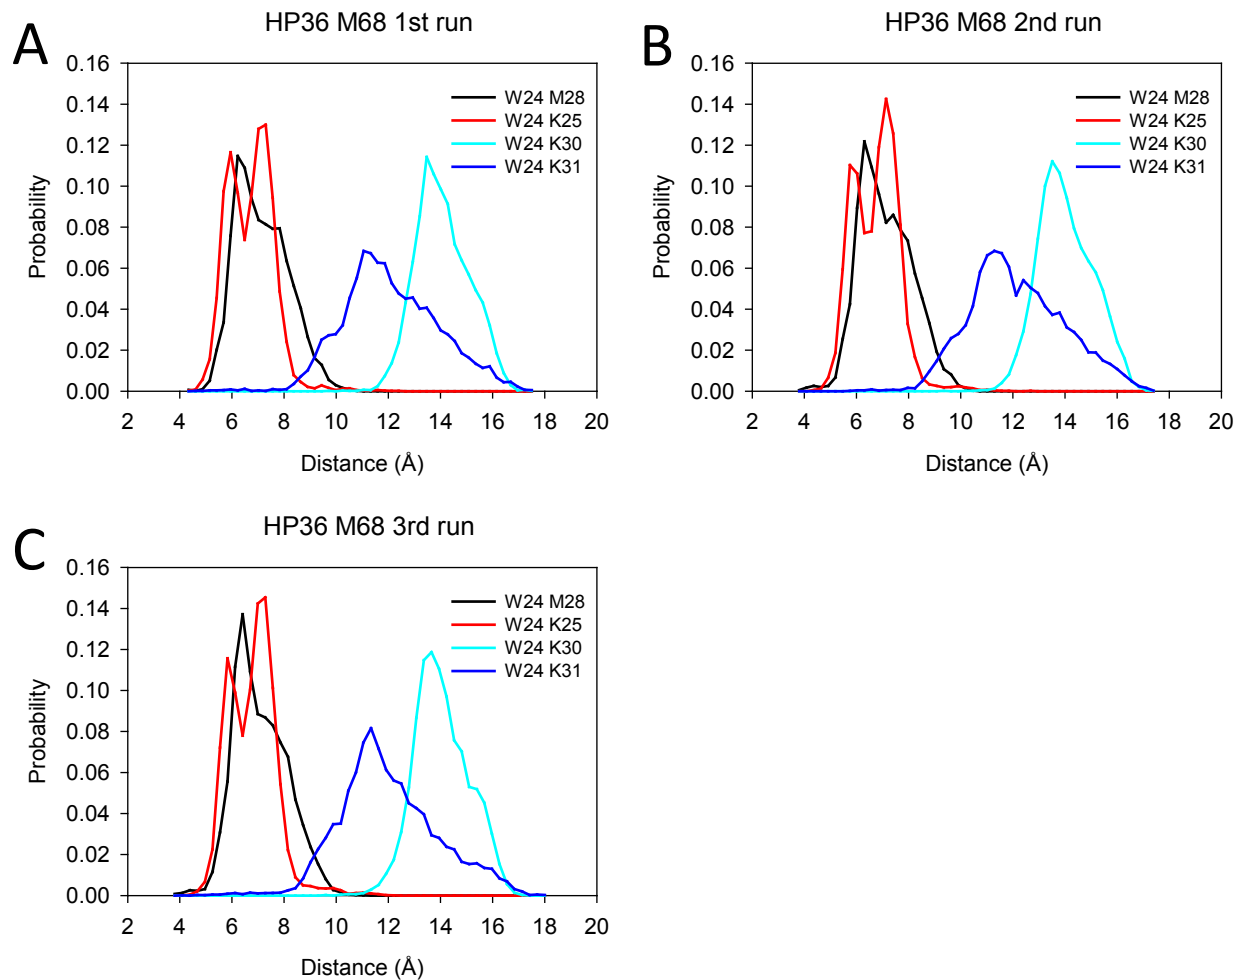 A
HP36 M68 1st run
0.16
0.14
0.12
0.10
0.08
0.06
0.04
0.02
0.00
Probability
W24 M28
W24 K25
W24 K30
W24 K31
2 4 6 8 10 12 14 16 18 20
Distance (Å)
B
HP36 M68 2nd run
0.16
0.14
0.12
0.10
0.08
0.06
0.04
0.02
0.00
Probability
W24 M28
W24 K25
W24 K30
W24 K31
2 4 6 8 10 12 14 16 18 20
Distance (Å)
C
HP36 M68 3rd run
0.16
0.14
0.12
0.10
0.08
0.06
0.04
0.02
0.00
Probability
W24 M28
W24 K25
W24 K30
W24 K31
2 4 6 8 10 12 14 16 18 20
Distance (Å)